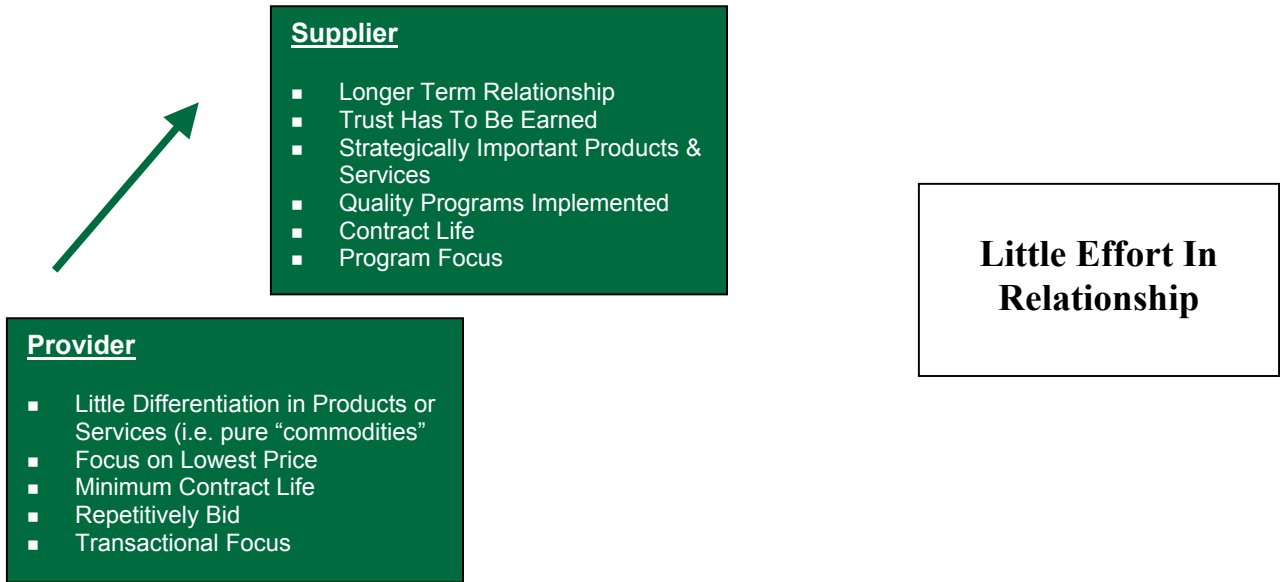 Supplier
▪ Longer Term Relationship
▪ Trust Has To Be Earned
▪ Strategically Important Products &
Services
▪ Quality Programs Implemented
▪ Contract Life
▪ Program Focus
Little Effort In
Relationship
Provider
▪ Little Differentiation in Products or
Services (i.e. pure “commodities”
▪ Focus on Lowest Price
▪ Minimum Contract Life
▪ Repetitively Bid
▪ Transactional Focus